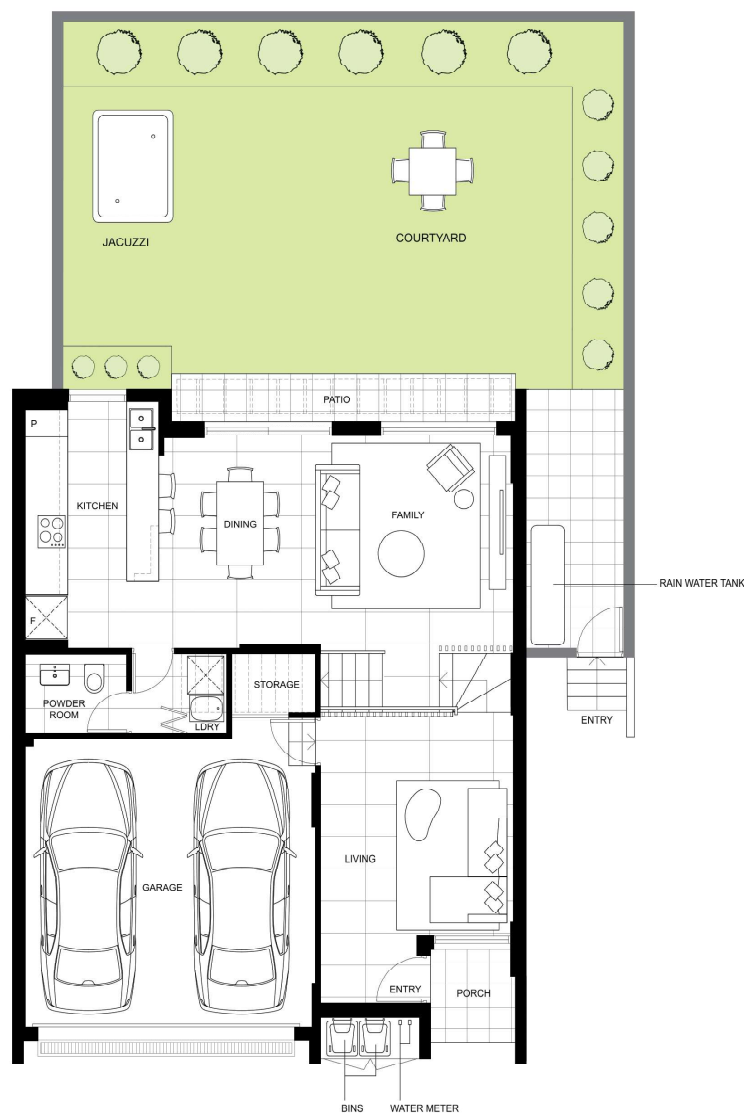 JACUZZI
COURTYARD
PATIO
P
KITCHEN
DINING
FAMILY
RAIN WATER TANK
F
STORAGE
POWDER
ROOM
LDRY
ENTRY
GARAGE
LIVING
ENTRY
PORCH
BINS
WATER METER